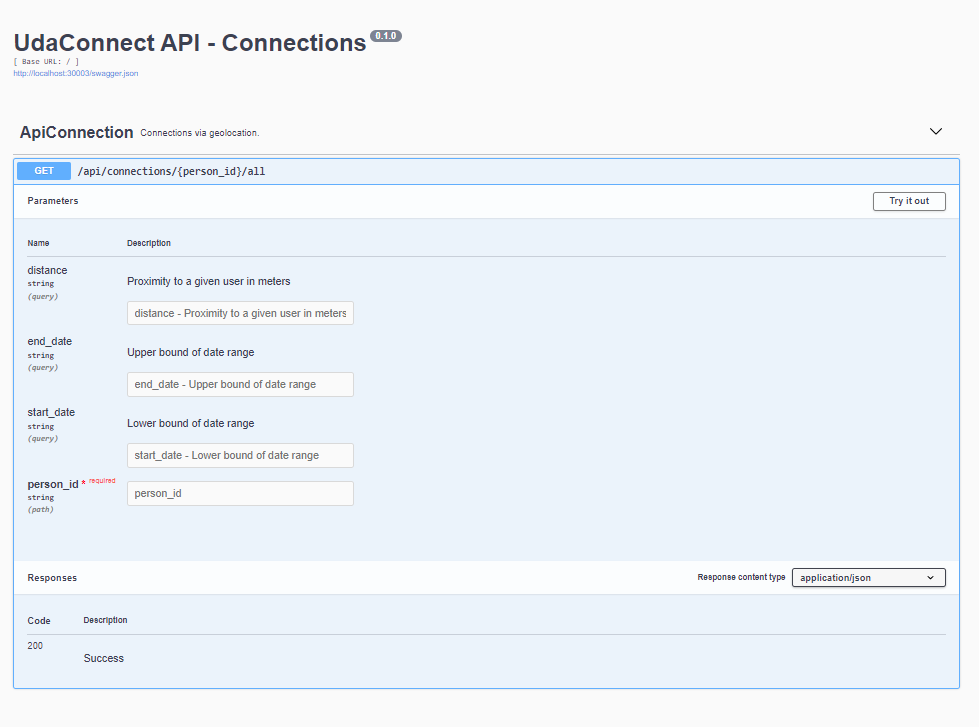 UdaConnect API - Connections 0.1.0
[ Base URL: / ]
http://localhost:30003/swagger.json
ApiConnection Connections via geolocation.
GET /api/connections/{person_id}/all
Parameters Try it out
Name Description
distance
string
(query)
Proximity to a given user in meters
distance - Proximity to a given user in meters
end_date
string
(query)
Upper bound of date range
end_date - Upper bound of date range
start_date
string
(query)
Lower bound of date range
start_date - Lower bound of date range
person_id * required
string
(path)
person_id
Responses Response content type application/json
Code Description
200
Success